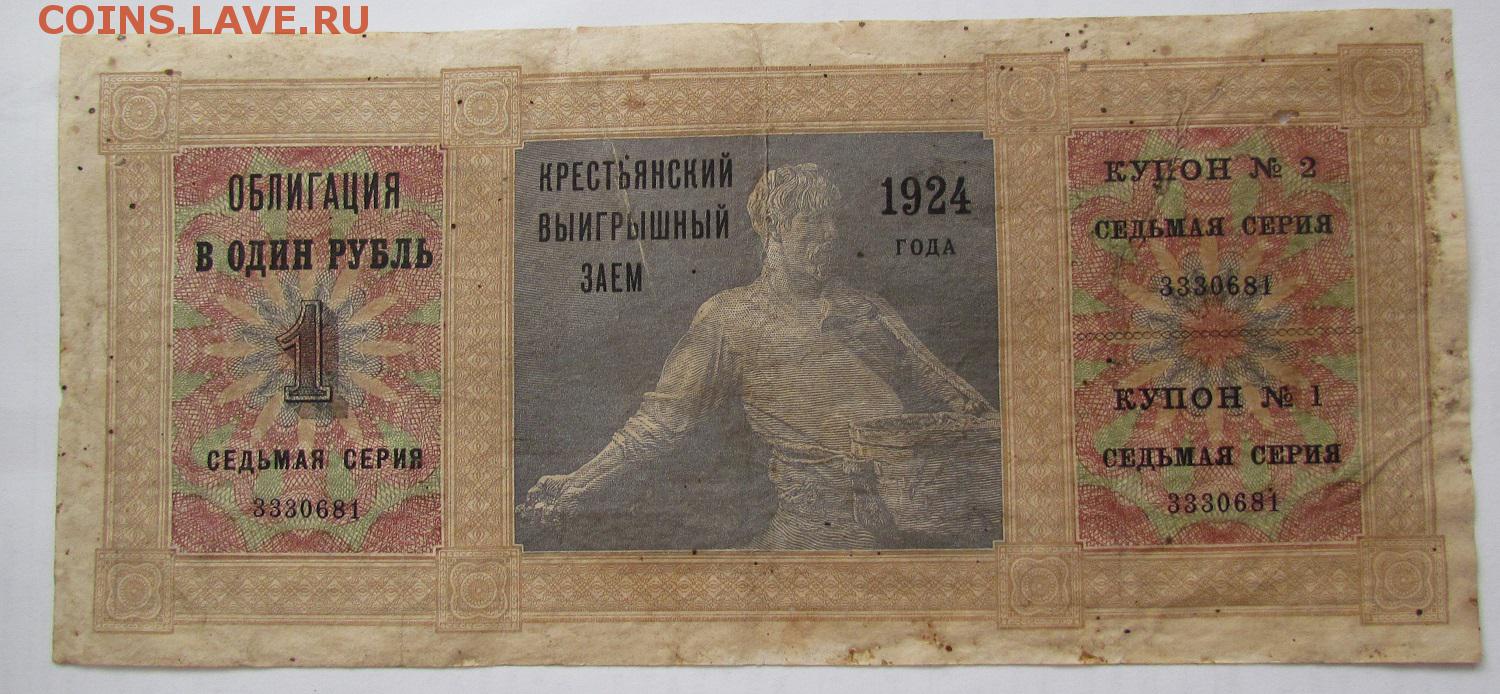 COINS.LAVE.RU
ОБЛИГАЦИЯ
В ОДИН РУБЛЬ
1
СЕДЬМАЯ СЕРИЯ
3330681
КРЕСТЬЯНСКИЙ
ВЫИГРЫШНЫЙ
ЗАЕМ
1924
ГОДА
КУПОН № 2
СЕДЬМАЯ СЕРИЯ
3330681
КУПОН № 1
СЕДЬМАЯ СЕРИЯ
3330681